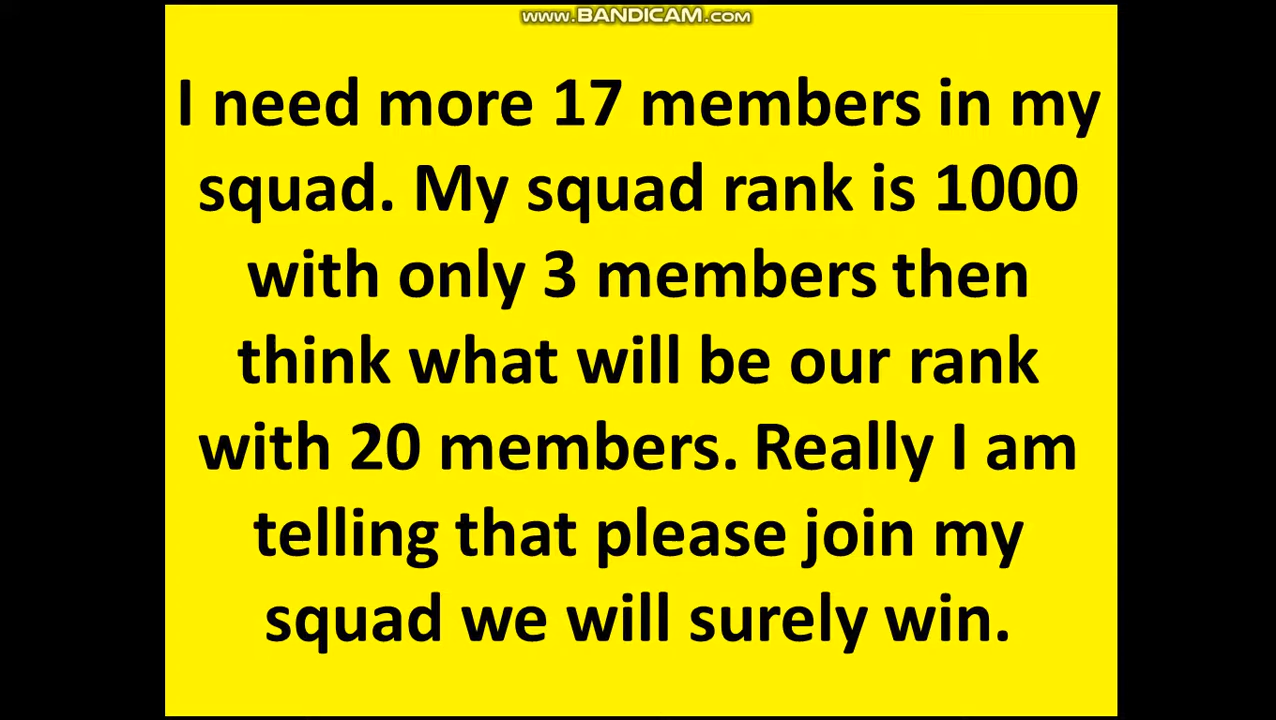 www.BANDICAM.com
I need more 17 members in my
squad. My squad rank is 1000
with only 3 members then
think what will be our rank
with 20 members. Really I am
telling that please join my
squad we will surely win.